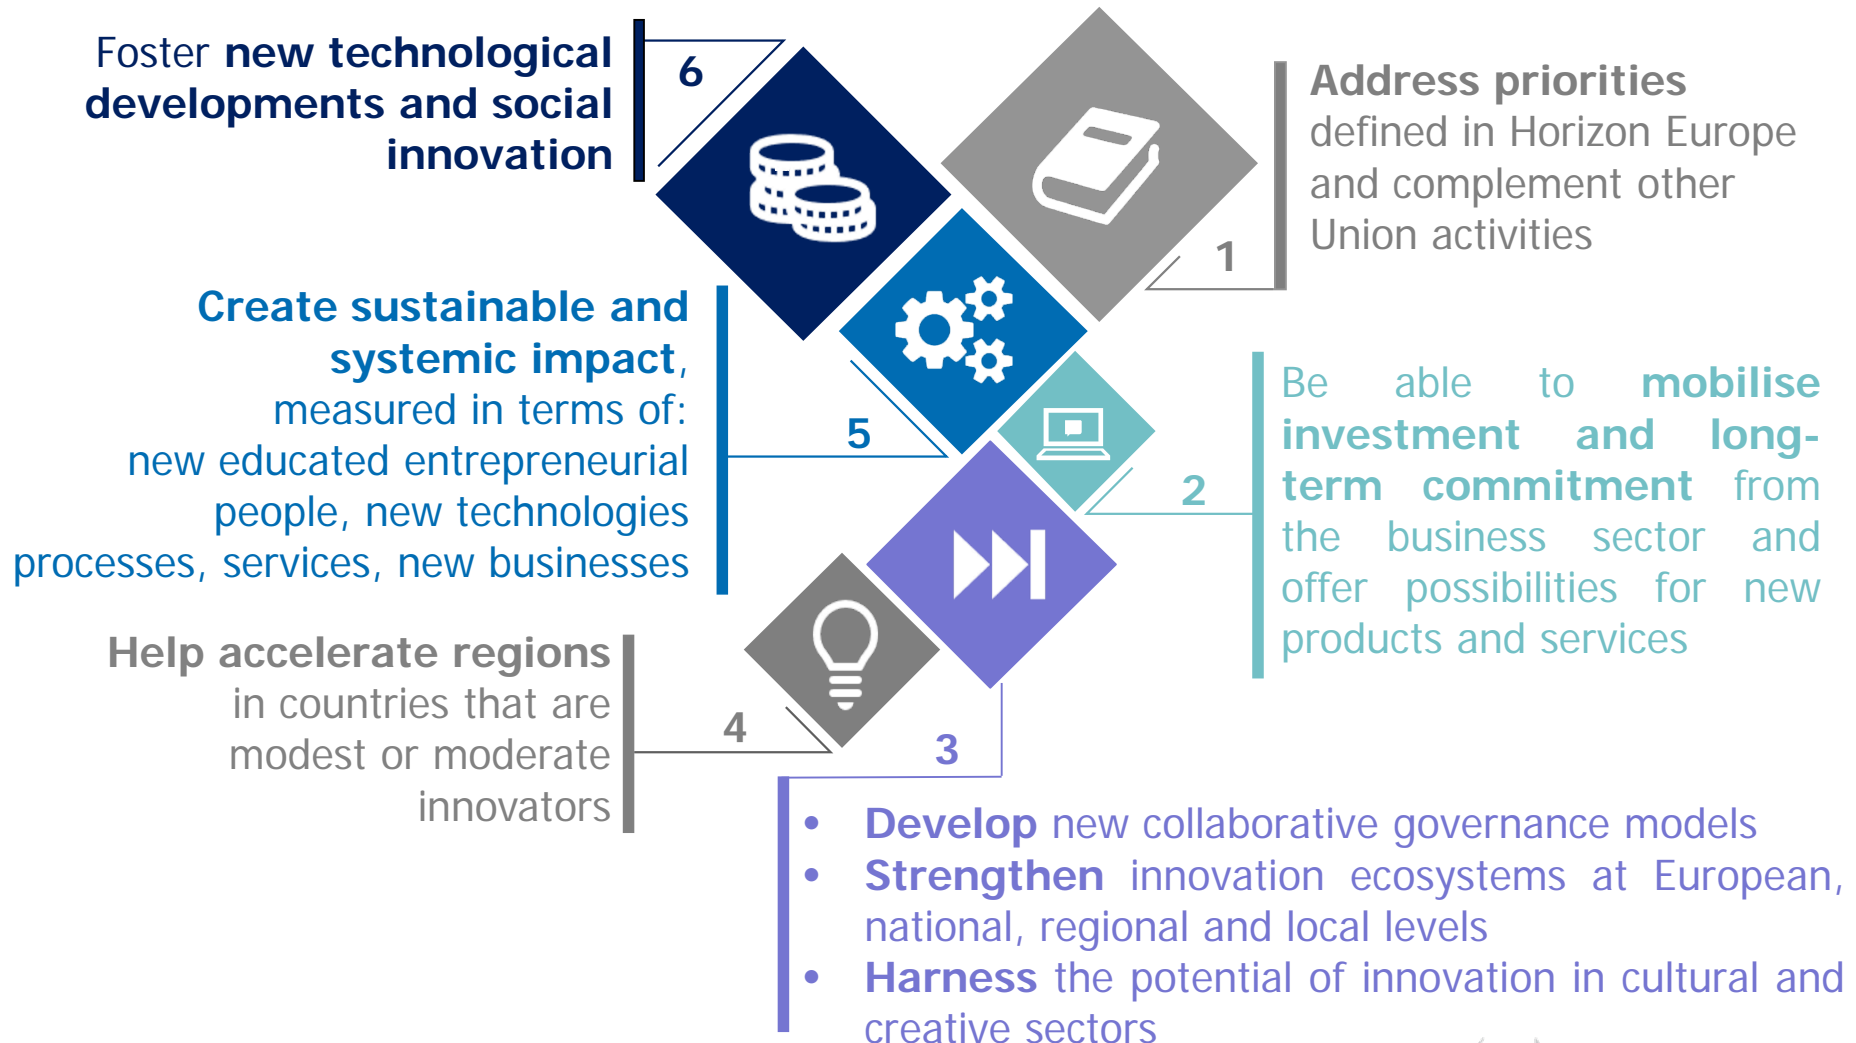 Address priorities
defined in Horizon Europe
and complement other
Union activities
1
Be able to mobilise
investment and long-
term commitment from
the business sector and
offer possibilities for new
products and services
2
3
• Develop new collaborative governance models
• Strengthen innovation ecosystems at European,
national, regional and local levels
• Harness the potential of innovation in cultural and
creative sectors
Help accelerate regions
in countries that are
modest or moderate
innovators
4
Create sustainable and
systemic impact,
measured in terms of:
new educated entrepreneurial
people, new technologies
processes, services, new businesses
5
Foster new technological
developments and social
innovation
6